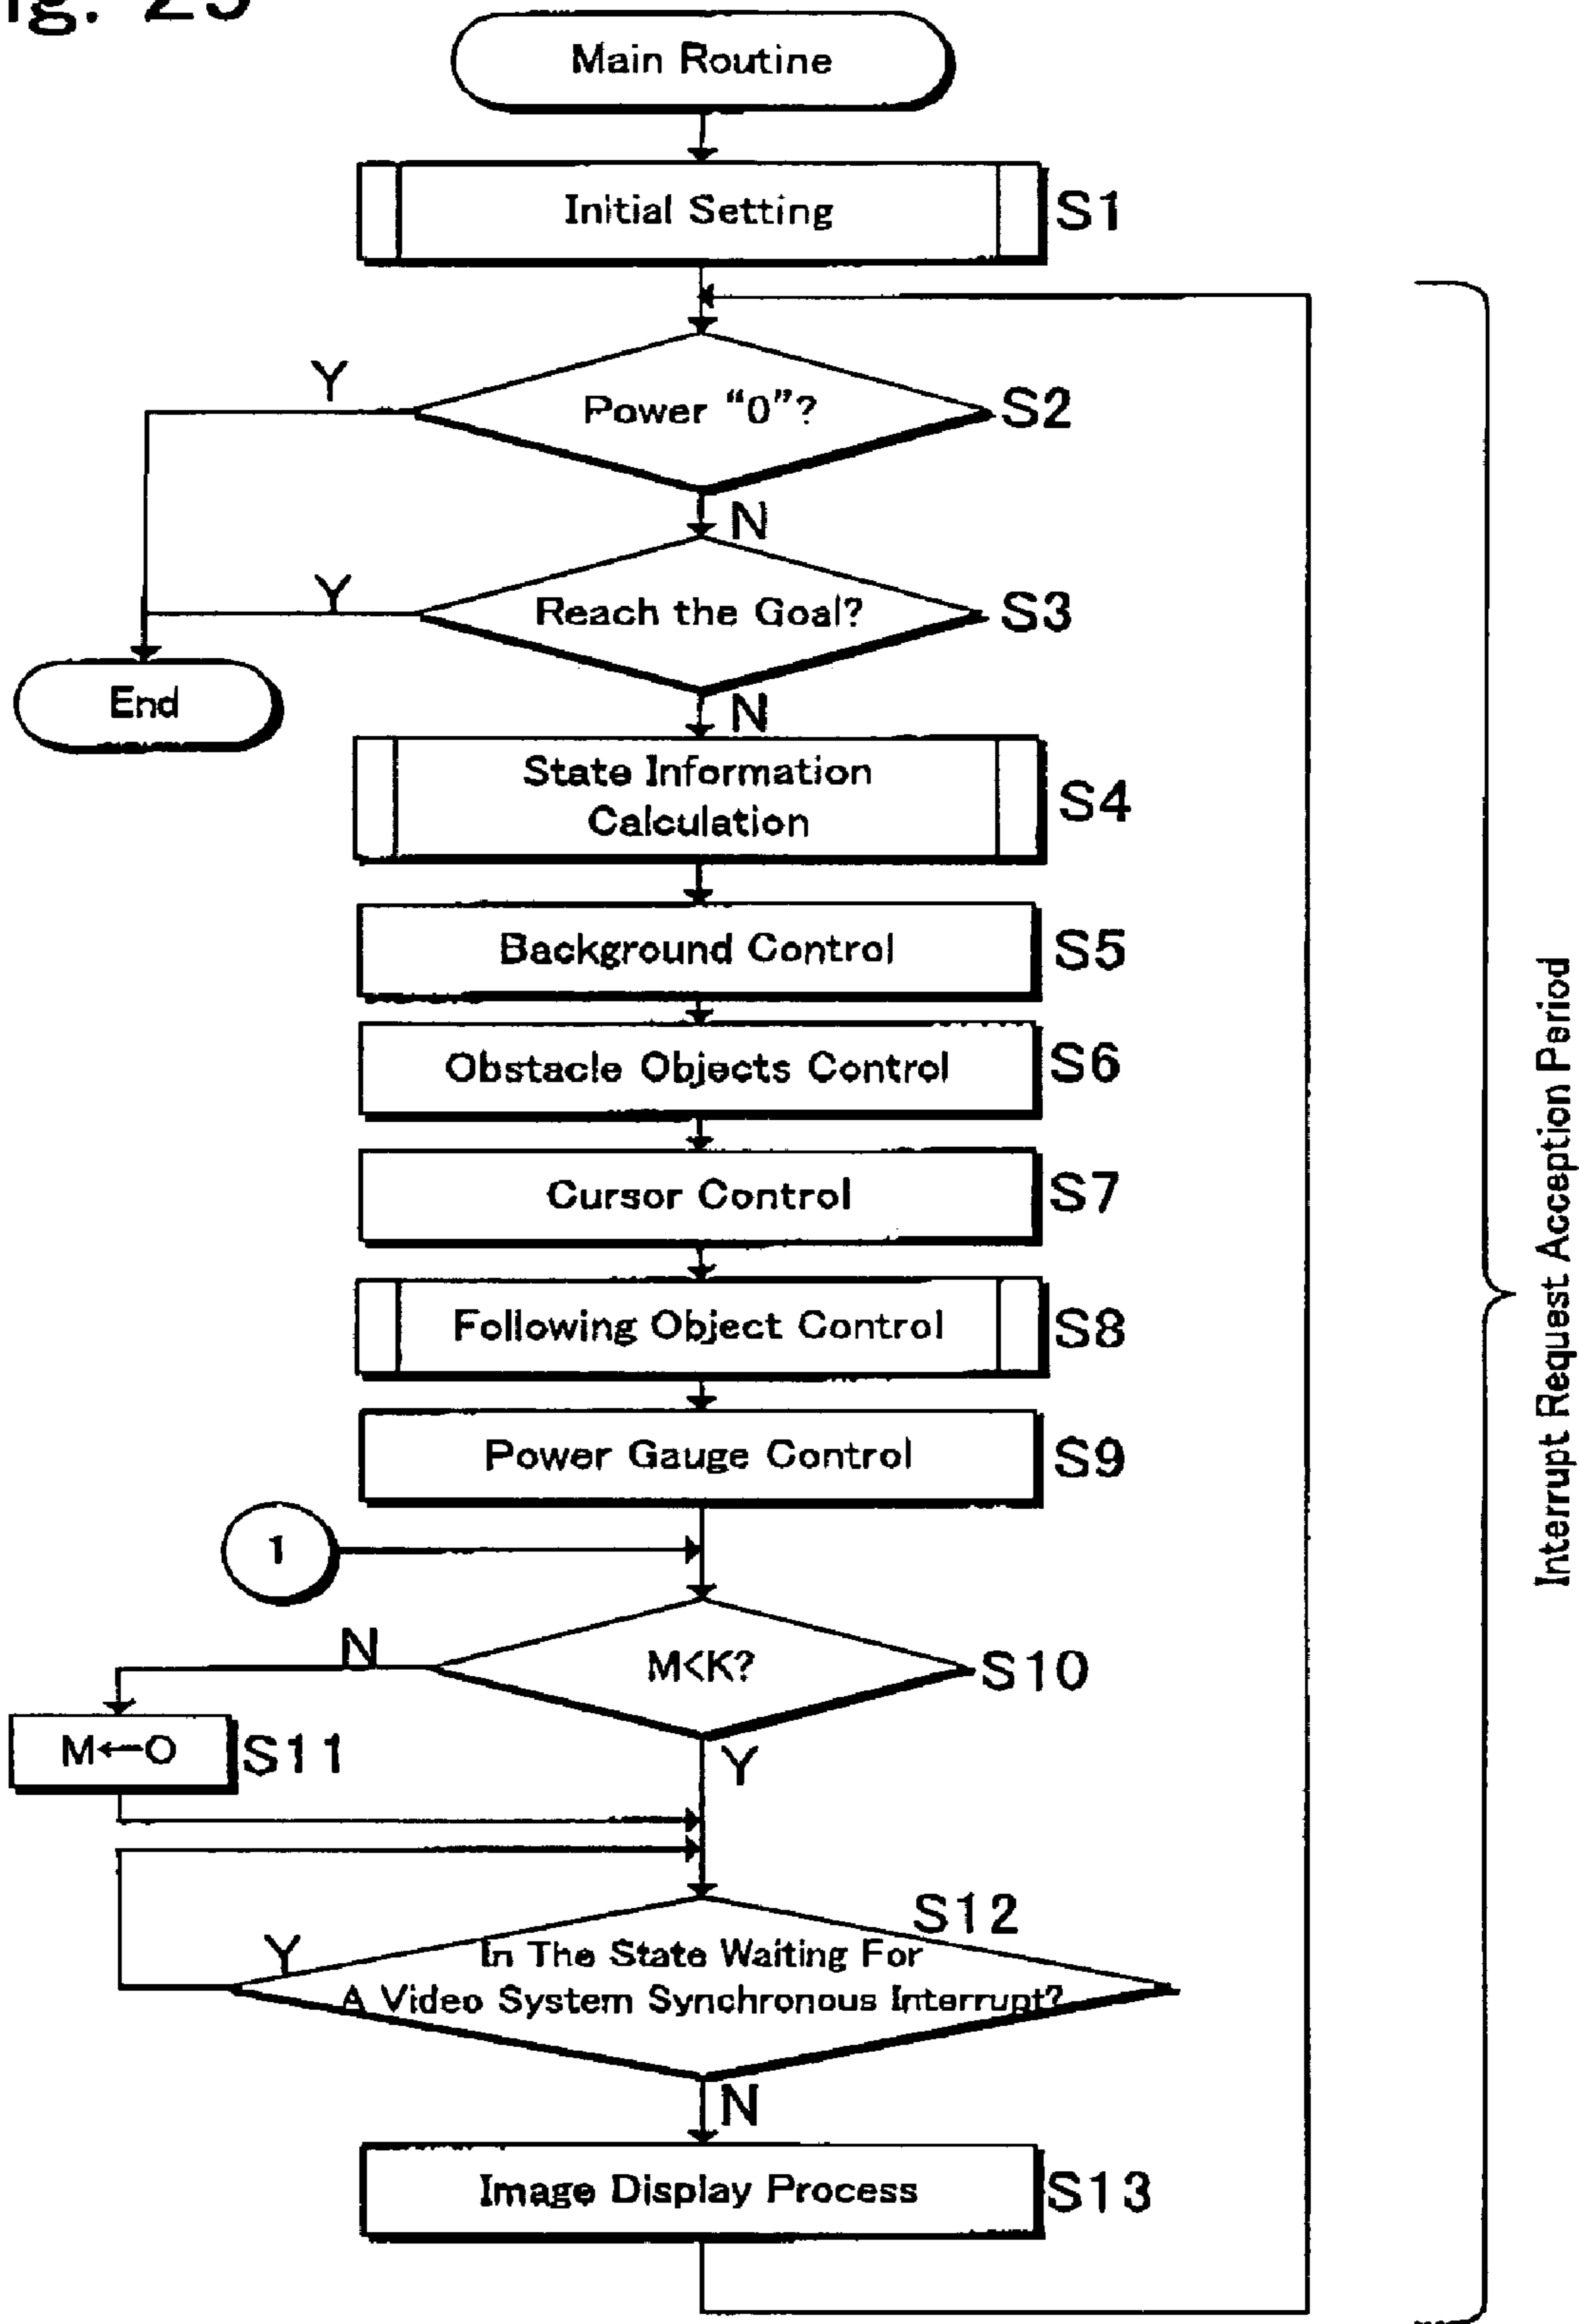 Main Routine
Initial Setting
S1
Y
Power “0”?
S2
N
Y
Reach the Goal?
S3
End
N
State Information
Calculation
S4
Background Control
S5
Obstacle Objects Control
S6
Cursor Control
S7
Following Object Control
S8
Power Gauge Control
S9
1
N
M<K?
S10
M←O
S11
Y
S12
Y
In The State Waiting For
A Video System Synchronous Interrupt?
N
Image Display Process
S13
Interrupt Request Acception Period